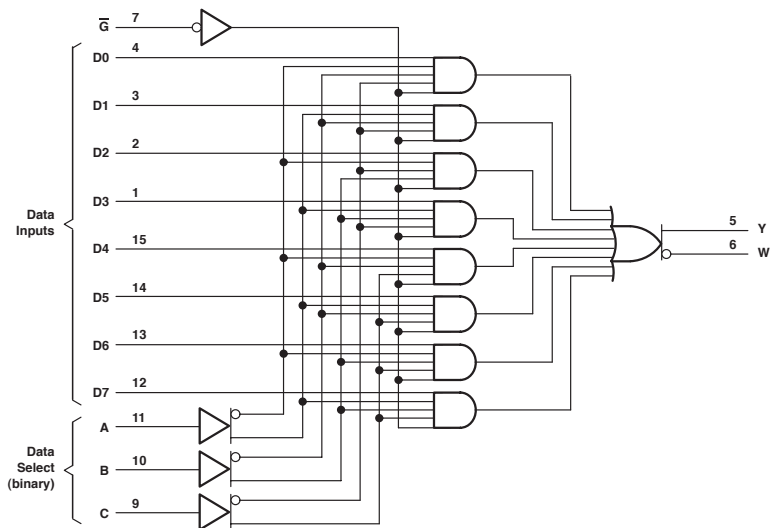 G̅ 7
D0 4
D1 3
D2 2
D3 1
Data
Inputs
D4 15
D5 14
D6 13
D7 12
5 Y
6 W
A 11
Data
Select
(binary)
B 10
C 9